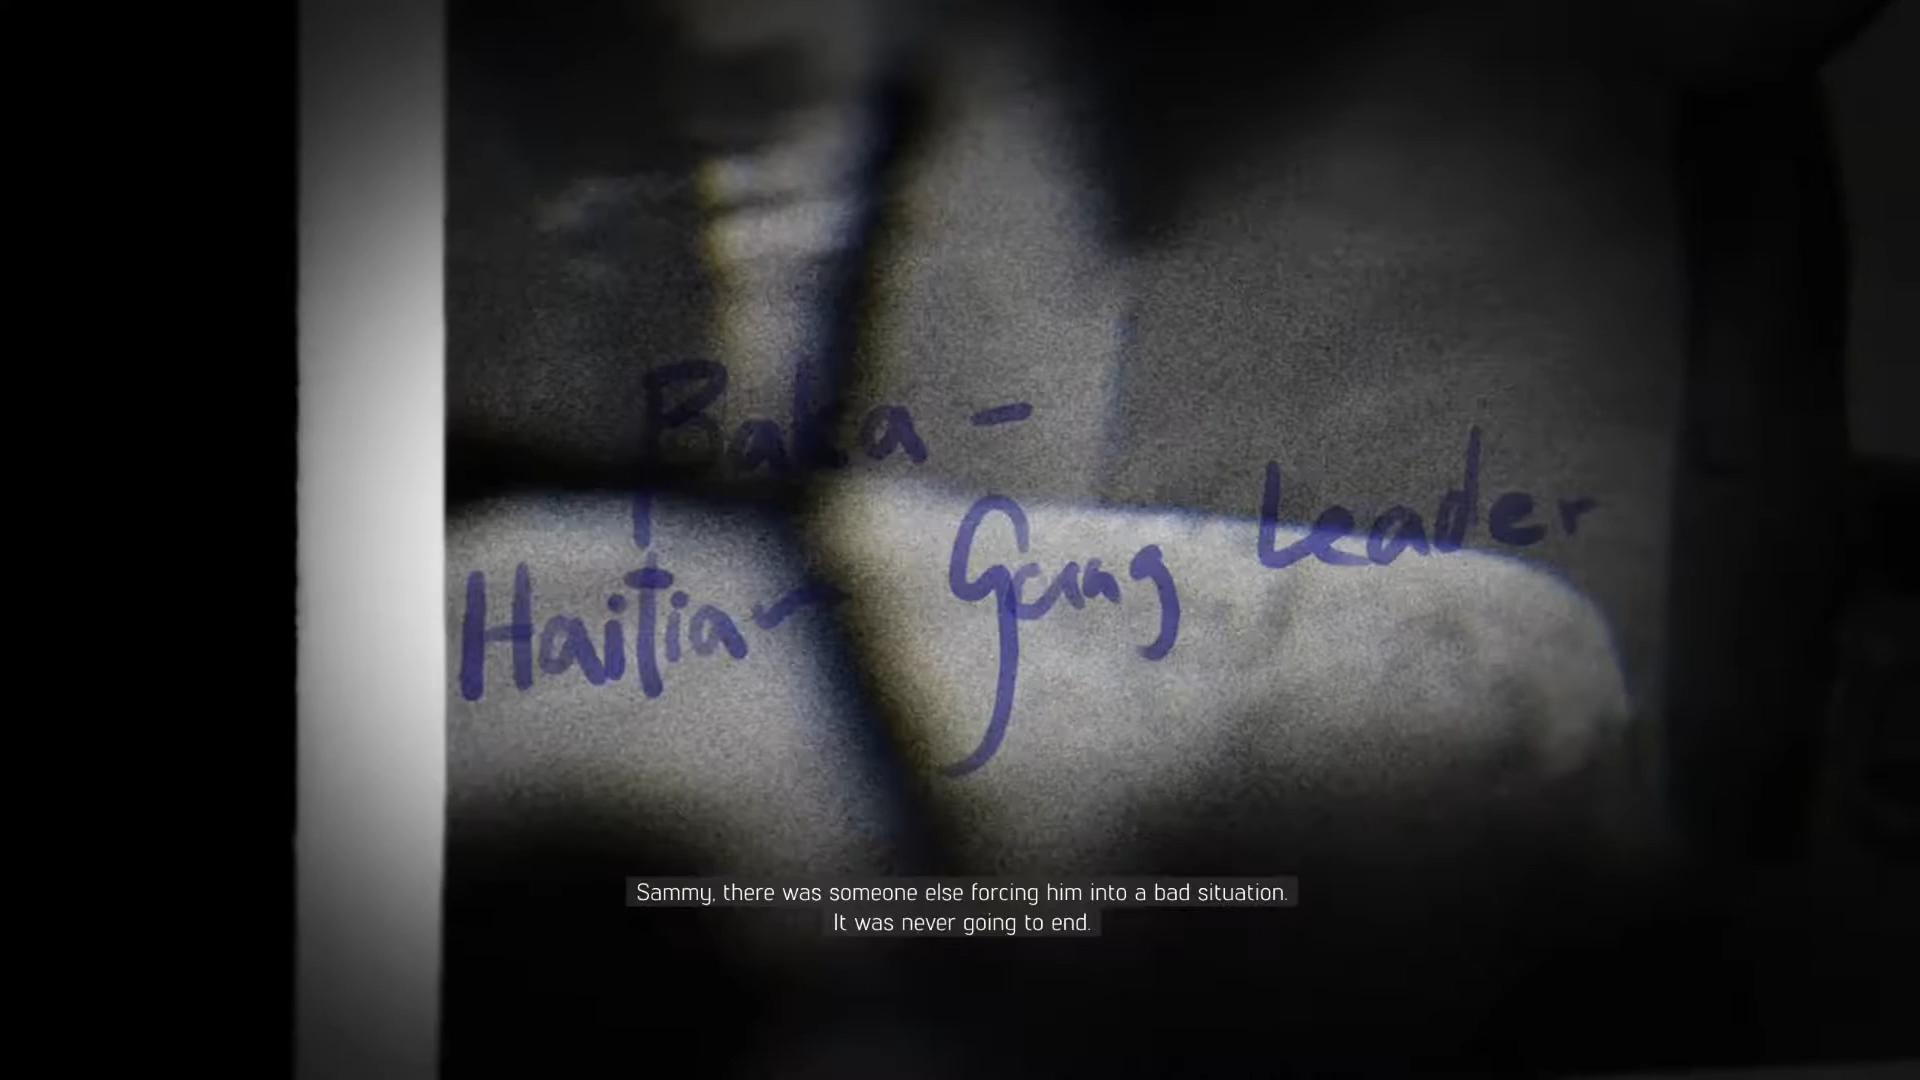 Baka -
Haitian Gang Leader
Sammy, there was someone else forcing him into a bad situation.
It was never going to end.